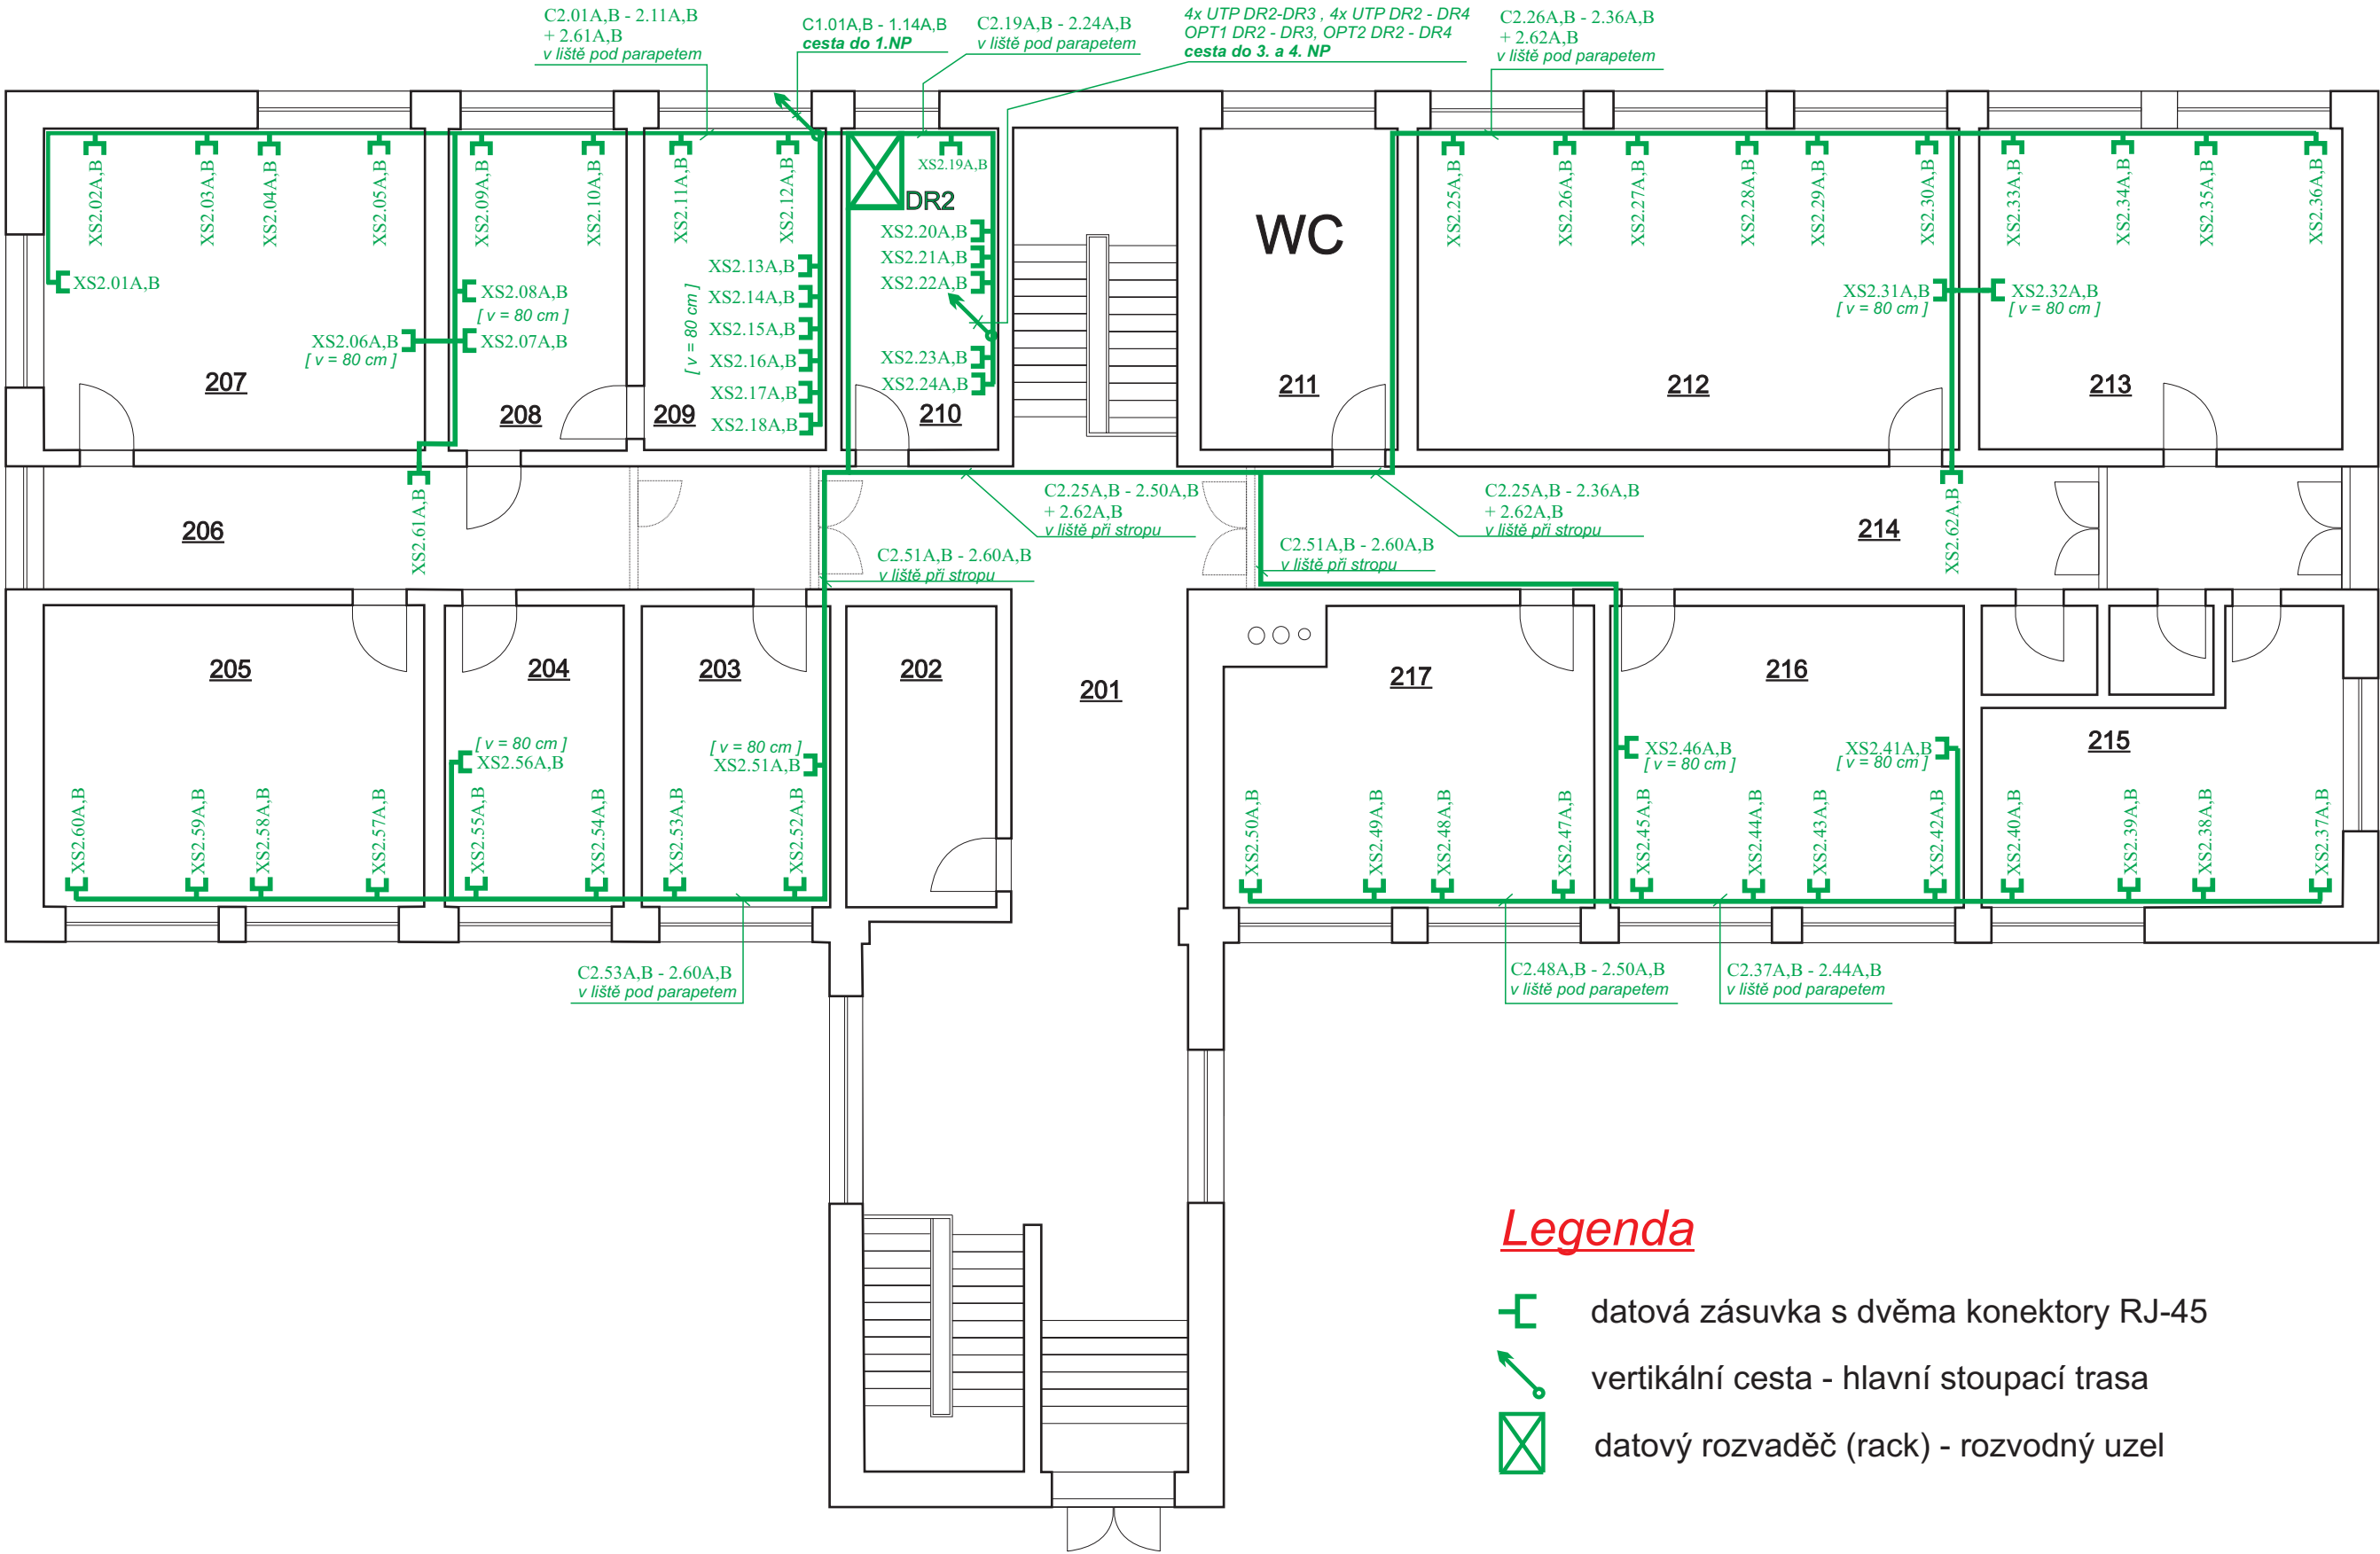 C2.01A,B - 2.11A,B
+ 2.61A,B
v liště pod parapetem
C1.01A,B - 1.14A,B
cesta do 1.NP
C2.19A,B - 2.24A,B
v liště pod parapetem
4x UTP DR2-DR3 , 4x UTP DR2 - DR4
OPT1 DR2 - DR3, OPT2 DR2 - DR4
cesta do 3. a 4. NP
C2.26A,B - 2.36A,B
+ 2.62A,B
v liště pod parapetem
XS2.02A,B
XS2.03A,B
XS2.04A,B
XS2.05A,B
XS2.09A,B
XS2.10A,B
XS2.11A,B
XS2.12A,B
XS2.19A,B
DR2
XS2.25A,B
XS2.26A,B
XS2.27A,B
XS2.28A,B
XS2.29A,B
XS2.30A,B
XS2.33A,B
XS2.34A,B
XS2.35A,B
XS2.36A,B
WC
XS2.01A,B
XS2.06A,B
[ v = 80 cm ]
XS2.08A,B
[ v = 80 cm ]
XS2.07A,B
[ v = 80 cm ]
XS2.13A,B
XS2.14A,B
XS2.15A,B
XS2.16A,B
XS2.17A,B
XS2.18A,B
XS2.20A,B
XS2.21A,B
XS2.22A,B
XS2.23A,B
XS2.24A,B
XS2.31A,B
[ v = 80 cm ]
XS2.32A,B
[ v = 80 cm ]
207
208
209
210
211
212
213
206
XS2.61A,B
C2.25A,B - 2.50A,B
+ 2.62A,B
v liště při stropu
C2.51A,B - 2.60A,B
v liště při stropu
C2.25A,B - 2.36A,B
+ 2.62A,B
v liště při stropu
C2.51A,B - 2.60A,B
v liště při stropu
214
XS2.62A,B
205
204
203
202
201
217
216
215
[ v = 80 cm ]
XS2.56A,B
[ v = 80 cm ]
XS2.51A,B
XS2.46A,B
[ v = 80 cm ]
XS2.41A,B
[ v = 80 cm ]
XS2.60A,B
XS2.59A,B
XS2.58A,B
XS2.57A,B
XS2.55A,B
XS2.54A,B
XS2.53A,B
XS2.52A,B
XS2.50A,B
XS2.49A,B
XS2.48A,B
XS2.47A,B
XS2.45A,B
XS2.44A,B
XS2.43A,B
XS2.42A,B
XS2.40A,B
XS2.39A,B
XS2.38A,B
XS2.37A,B
C2.53A,B - 2.60A,B
v liště pod parapetem
C2.48A,B - 2.50A,B
v liště pod parapetem
C2.37A,B - 2.44A,B
v liště pod parapetem
Legenda
datová zásuvka s dvěma konektory RJ-45
vertikální cesta - hlavní stoupací trasa
datový rozvaděč (rack) - rozvodný uzel